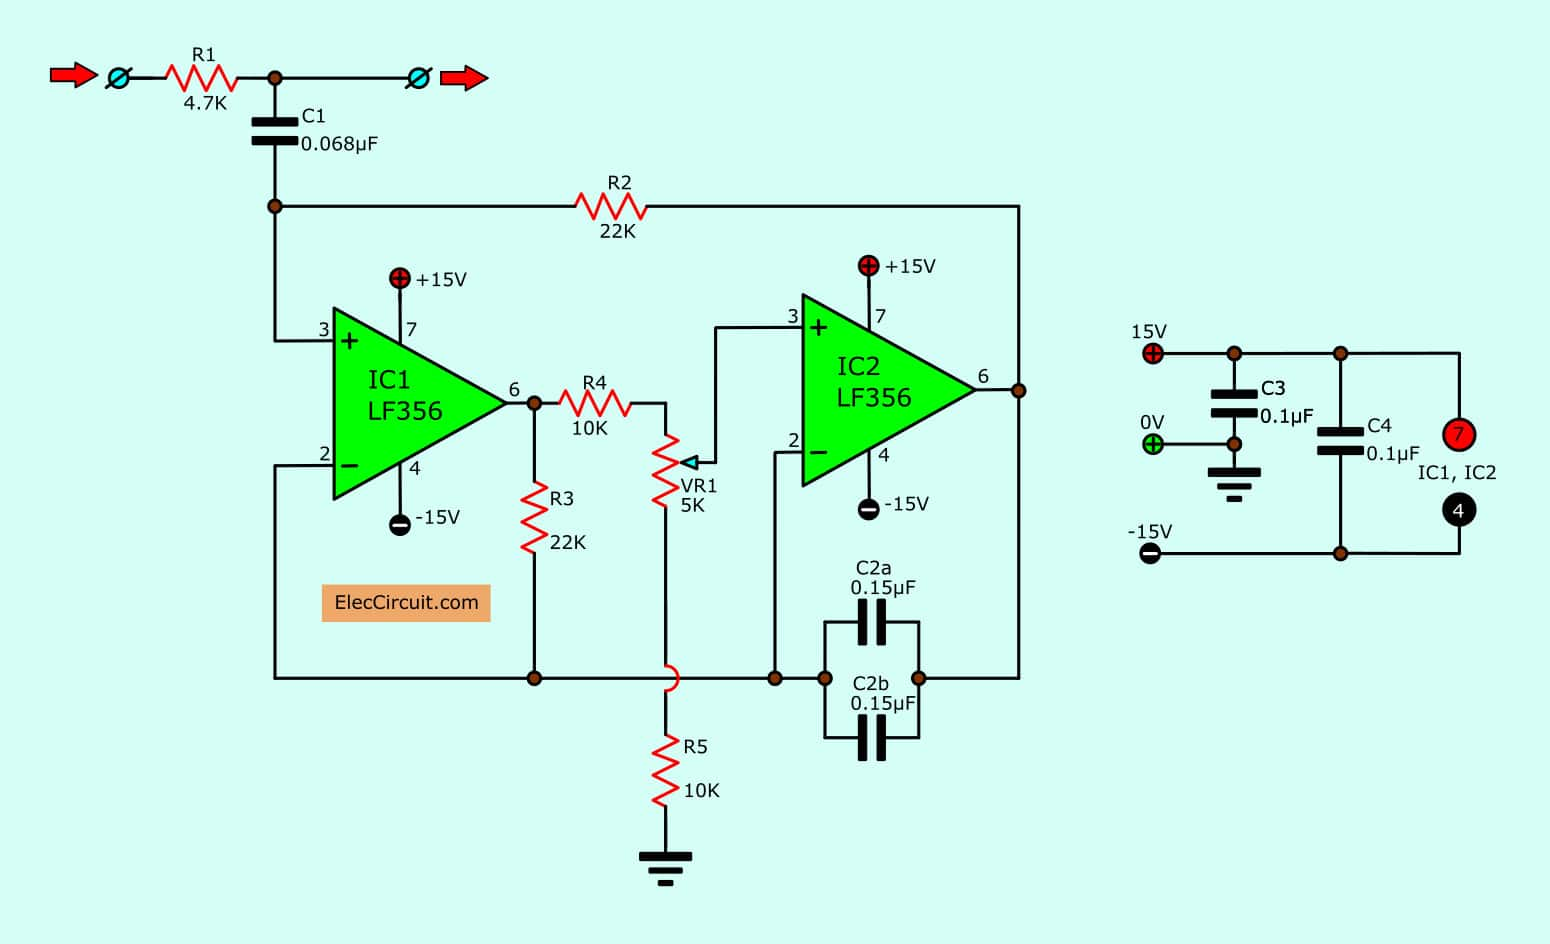 R1
4.7K
C1
0.068µF
R2
22K
+15V
+15V
3
7
3
7
15V
IC1
LF356
6
R4
10K
IC2
LF356
6
C3
0.1µF
0V
C4
0.1µF
7
IC1, IC2
4
-15V
2
4
-15V
VR1
5K
2
4
-15V
R3
22K
C2a
0.15µF
ElecCircuit.com
C2b
0.15µF
R5
10K